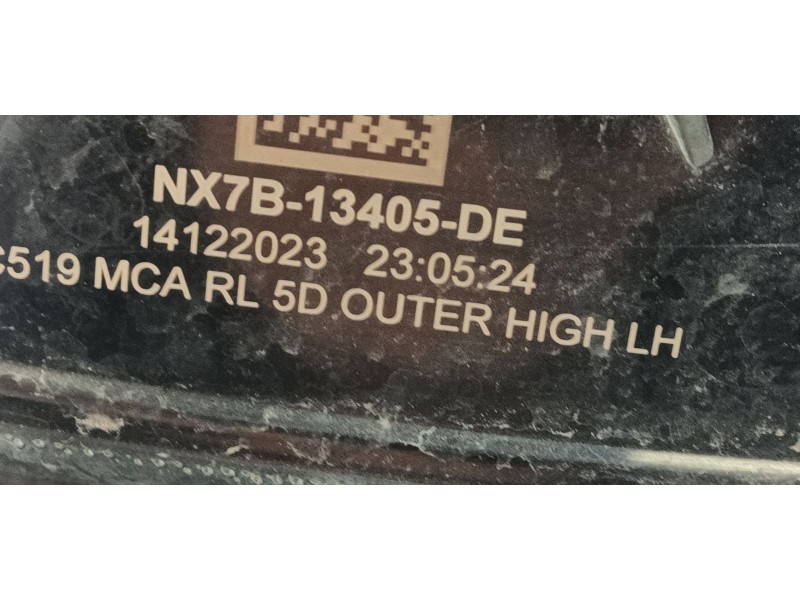 NX7B-13405-DE
14122023 23:05:24
C519 MCA RL 5D OUTER HIGH LH